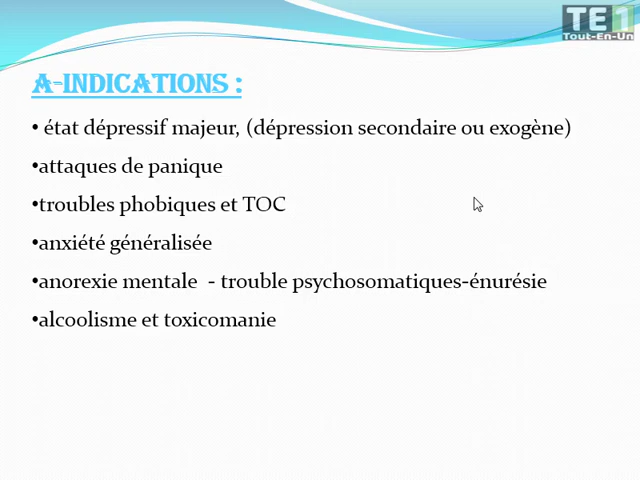 TE1
Tout-En-Un
A-INDICATIONS :
• état dépressif majeur, (dépression secondaire ou exogène)
•attaques de panique
•troubles phobiques et TOC
•anxiété généralisée
•anorexie mentale - trouble psychosomatiques-énurésie
•alcoolisme et toxicomanie